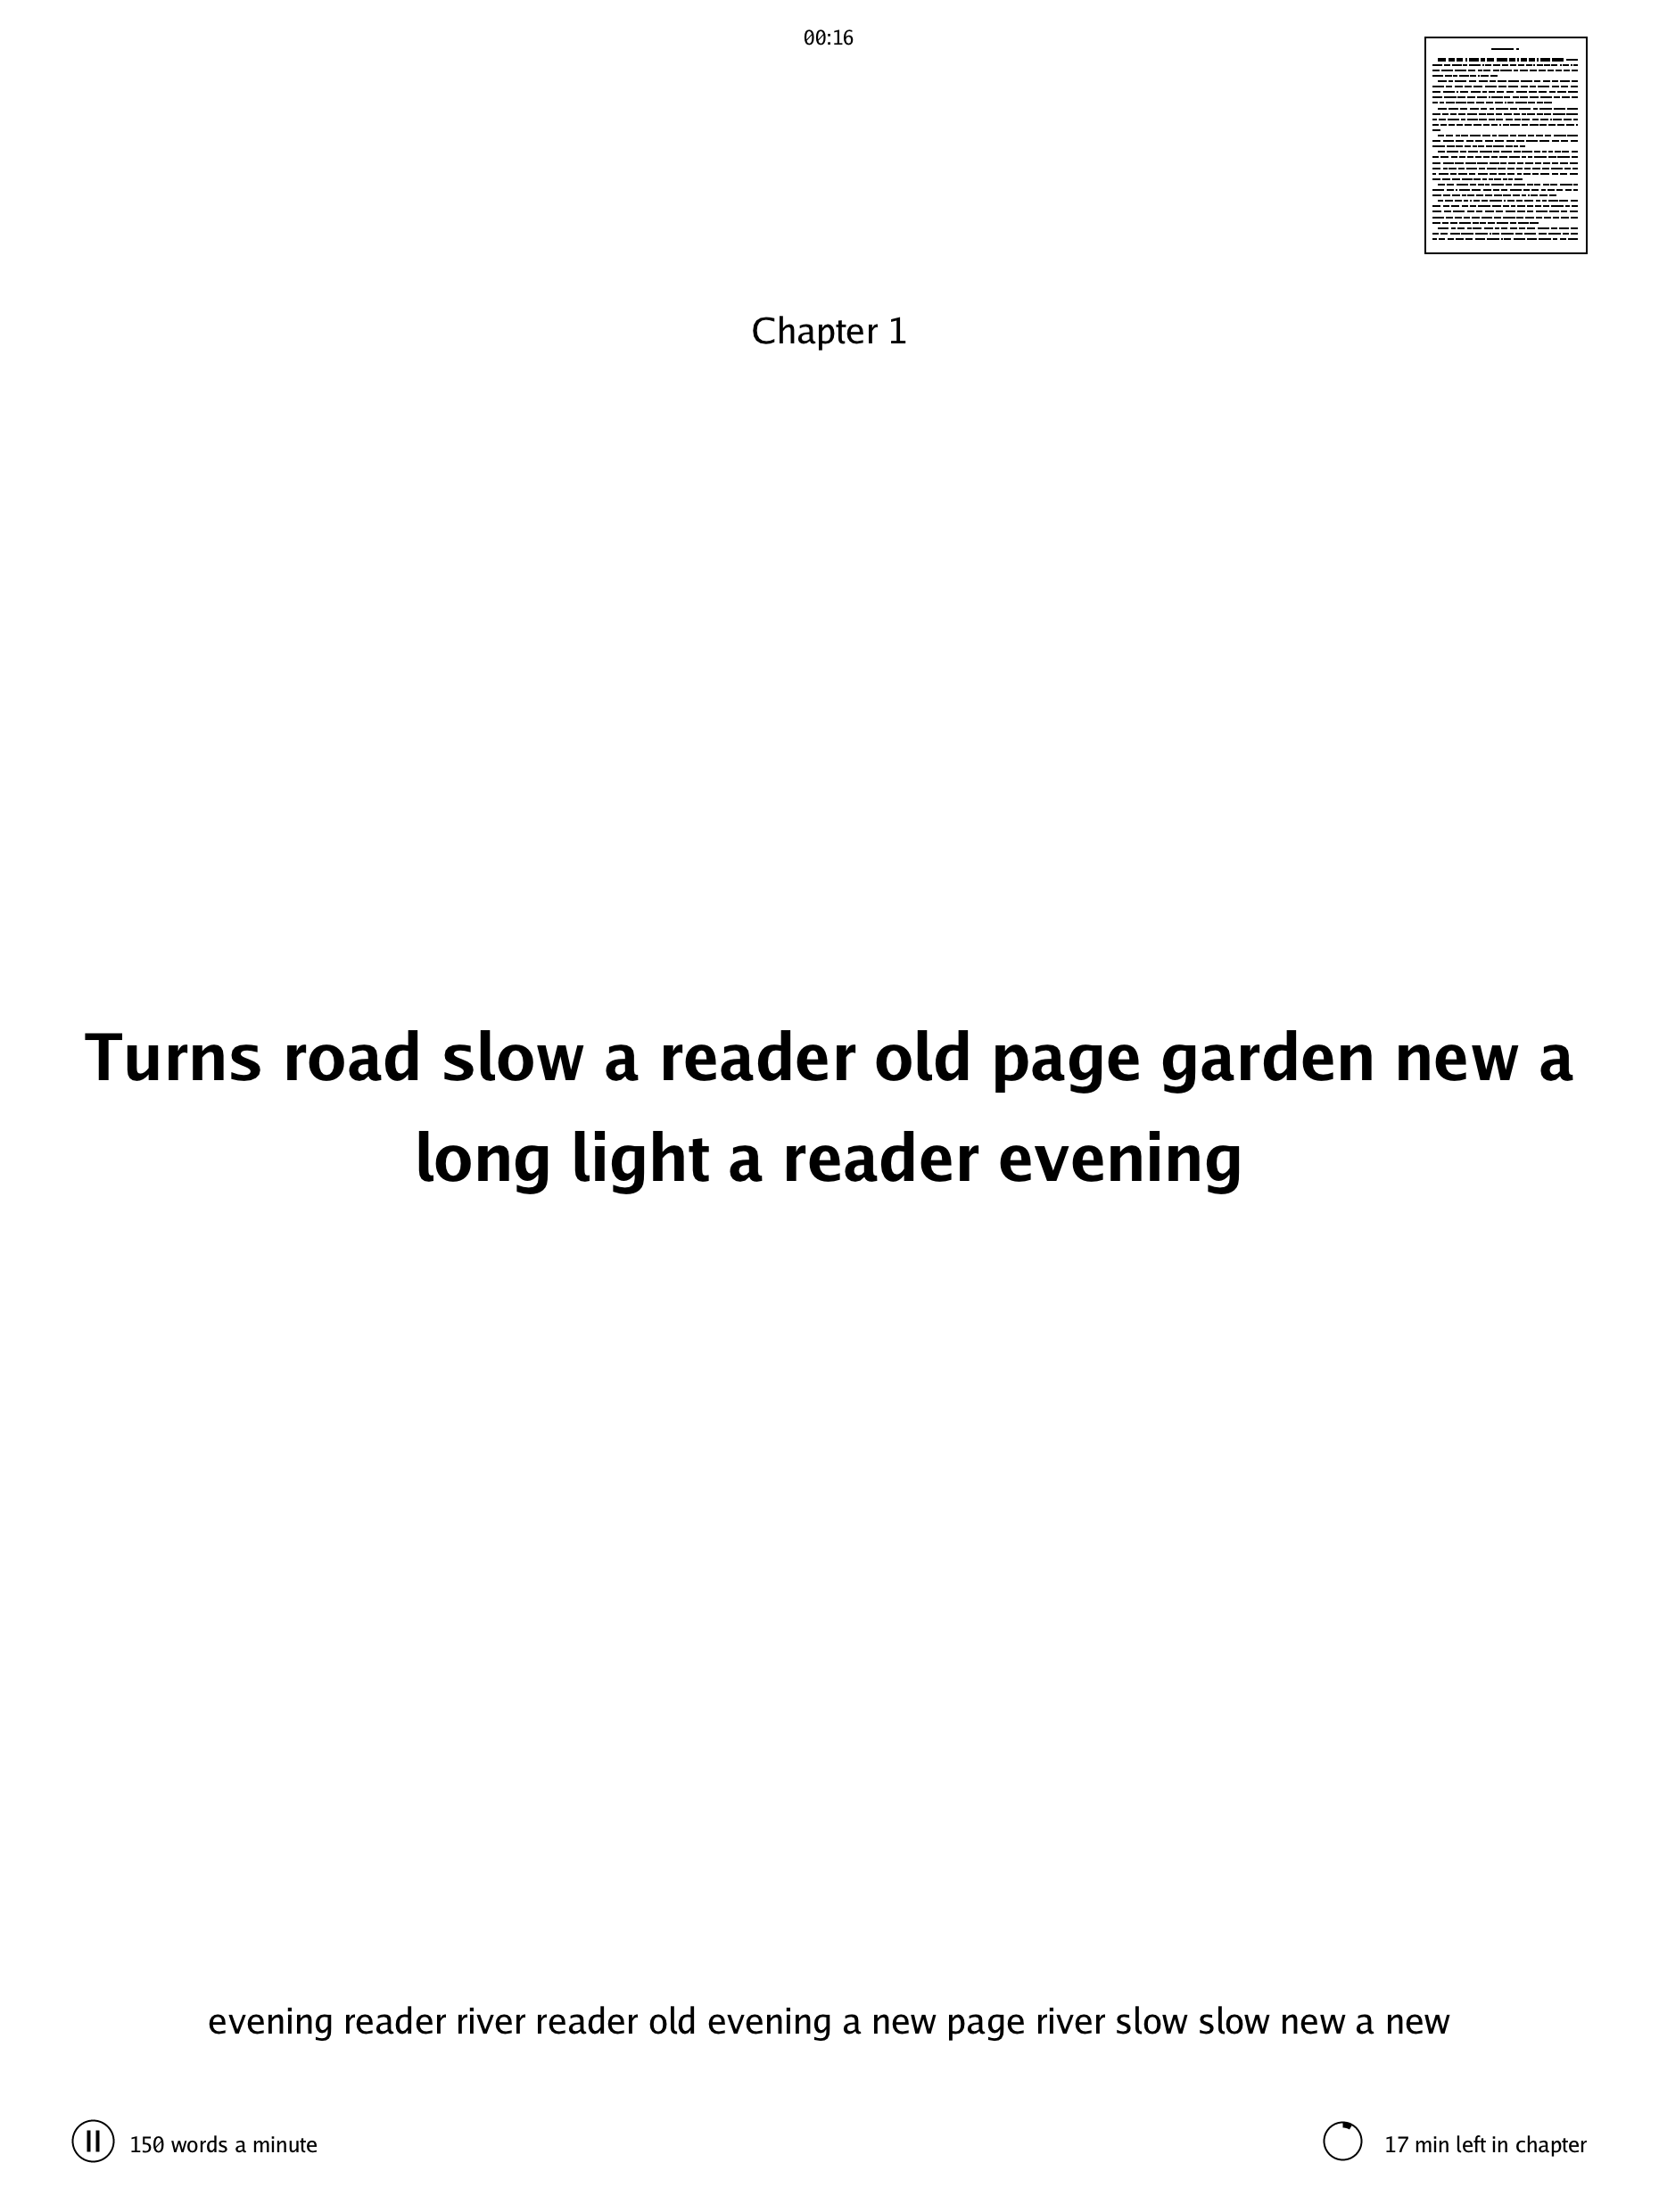 00:16
Chapter 1
Turns road slow a reader old page garden new a
long light a reader evening
evening reader river reader old evening a new page river slow slow new a new
150 words a minute
17 min left in chapter